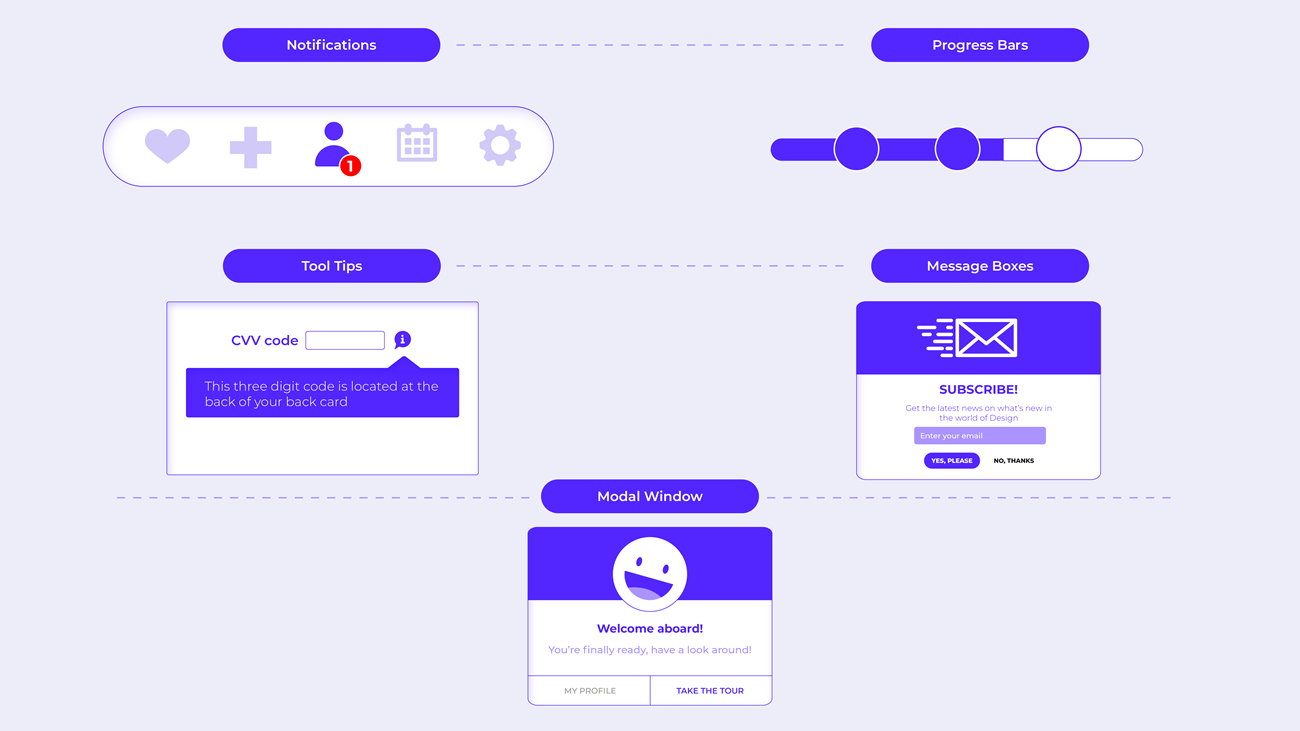 Notifications
Progress Bars
1
Tool Tips
Message Boxes
CVV code
i
This three digit code is located at the
back of your back card
SUBSCRIBE!
Get the latest news on what's new in
the world of Design
Enter your email
YES, PLEASE NO, THANKS
Modal Window
Welcome aboard!
You're finally ready, have a look around!
MY PROFILE TAKE THE TOUR